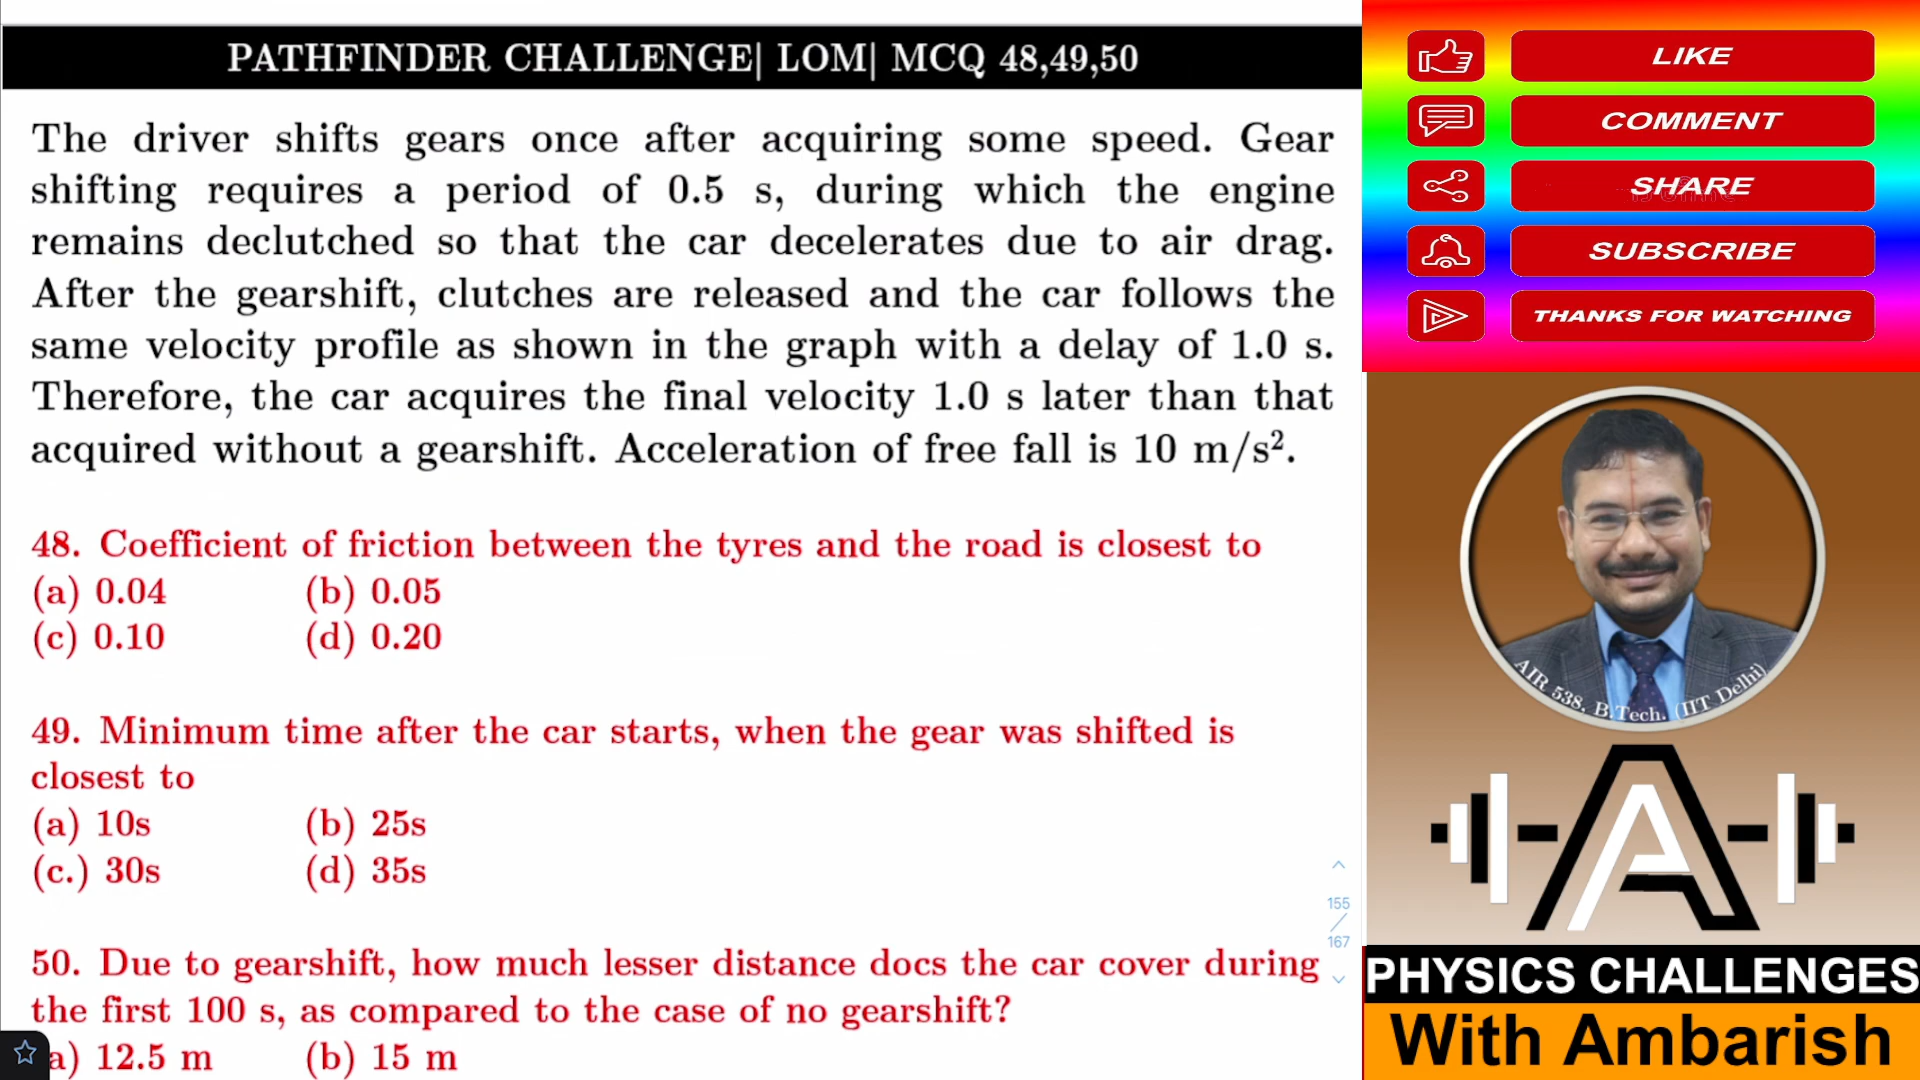 PATHFINDER CHALLENGE| LOM| MCQ 48,49,50
The driver shifts gears once after acquiring some speed. Gear
shifting requires a period of 0.5 s, during which the engine
remains declutched so that the car decelerates due to air drag.
After the gearshift, clutches are released and the car follows the
same velocity profile as shown in the graph with a delay of 1.0 s.
Therefore, the car acquires the final velocity 1.0 s later than that
acquired without a gearshift. Acceleration of free fall is 10 m/s².
48. Coefficient of friction between the tyres and the road is closest to
(a) 0.04 (b) 0.05
(c) 0.10 (d) 0.20
49. Minimum time after the car starts, when the gear was shifted is
closest to
(a) 10s (b) 25s
(c.) 30s (d) 35s
50. Due to gearshift, how much lesser distance docs the car cover during
the first 100 s, as compared to the case of no gearshift?
a) 12.5 m (b) 15 m
155
/
167
LIKE
COMMENT
SHARE
SUBSCRIBE
THANKS FOR WATCHING
AIR 538, B.Tech. (IIT Delhi)
A
PHYSICS CHALLENGES
With Ambarish